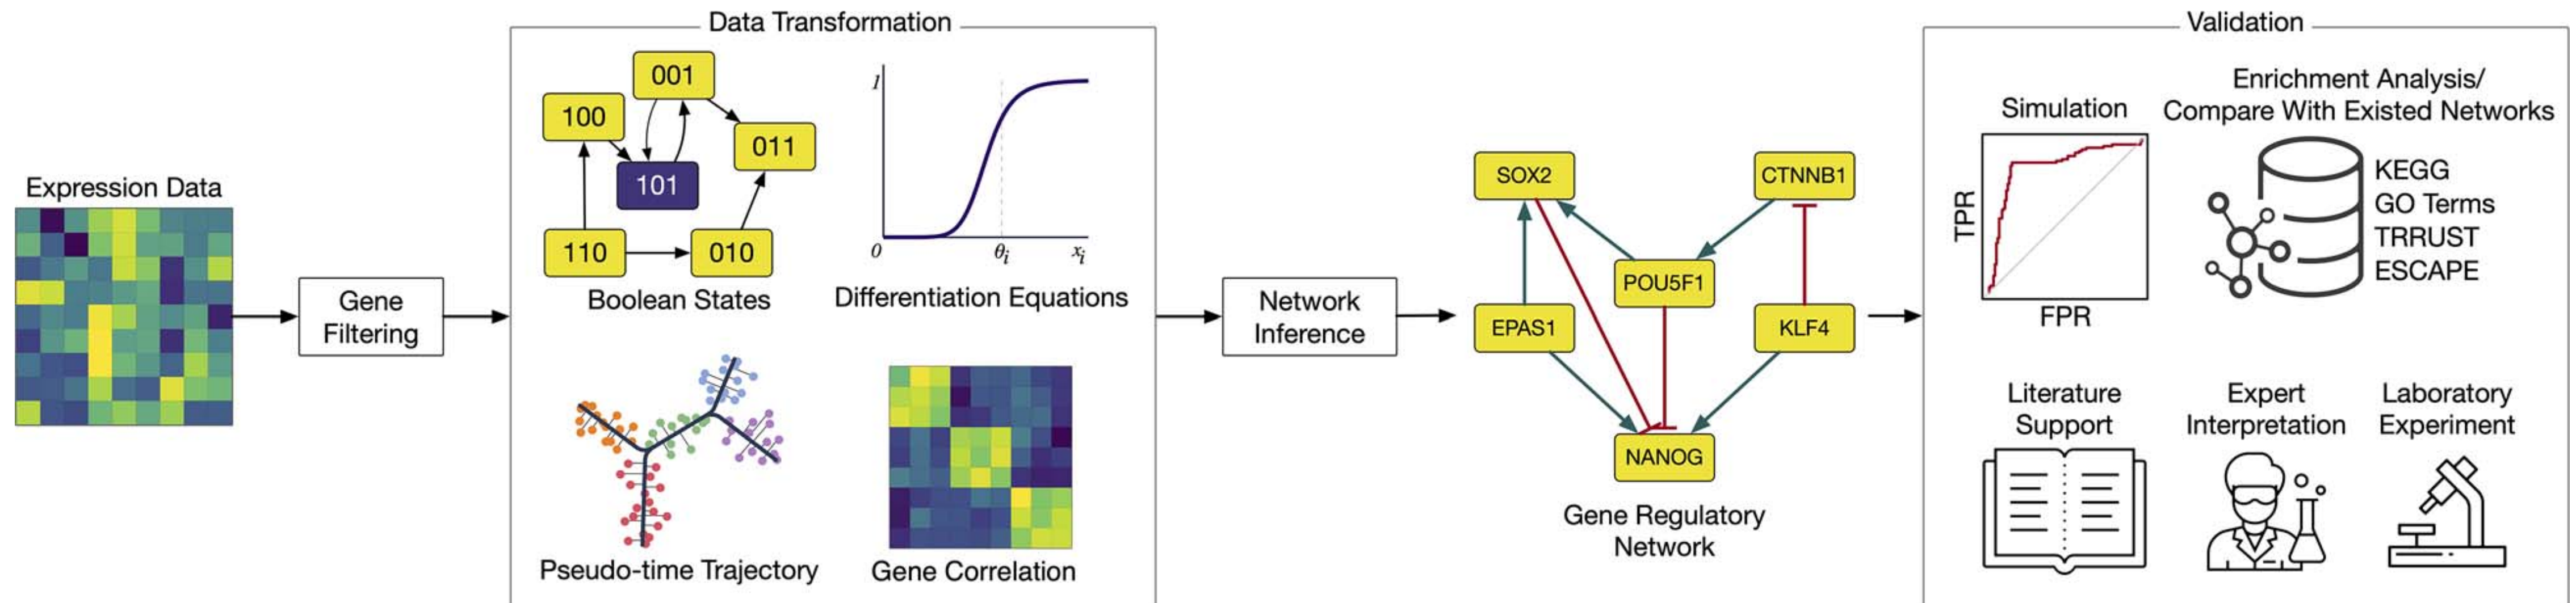 Expression Data
Gene
Filtering
Data Transformation
001
100
011
101
110
010
Boolean States
1
0
θi
xi
Differentiation Equations
Pseudo-time Trajectory
Gene Correlation
Network
Inference
SOX2
CTNNB1
POU5F1
EPAS1
KLF4
NANOG
Gene Regulatory
Network
Validation
Simulation
TPR
FPR
Enrichment Analysis/
Compare With Existed Networks
KEGG
GO Terms
TRRUST
ESCAPE
Literature
Support
Expert
Interpretation
Laboratory
Experiment